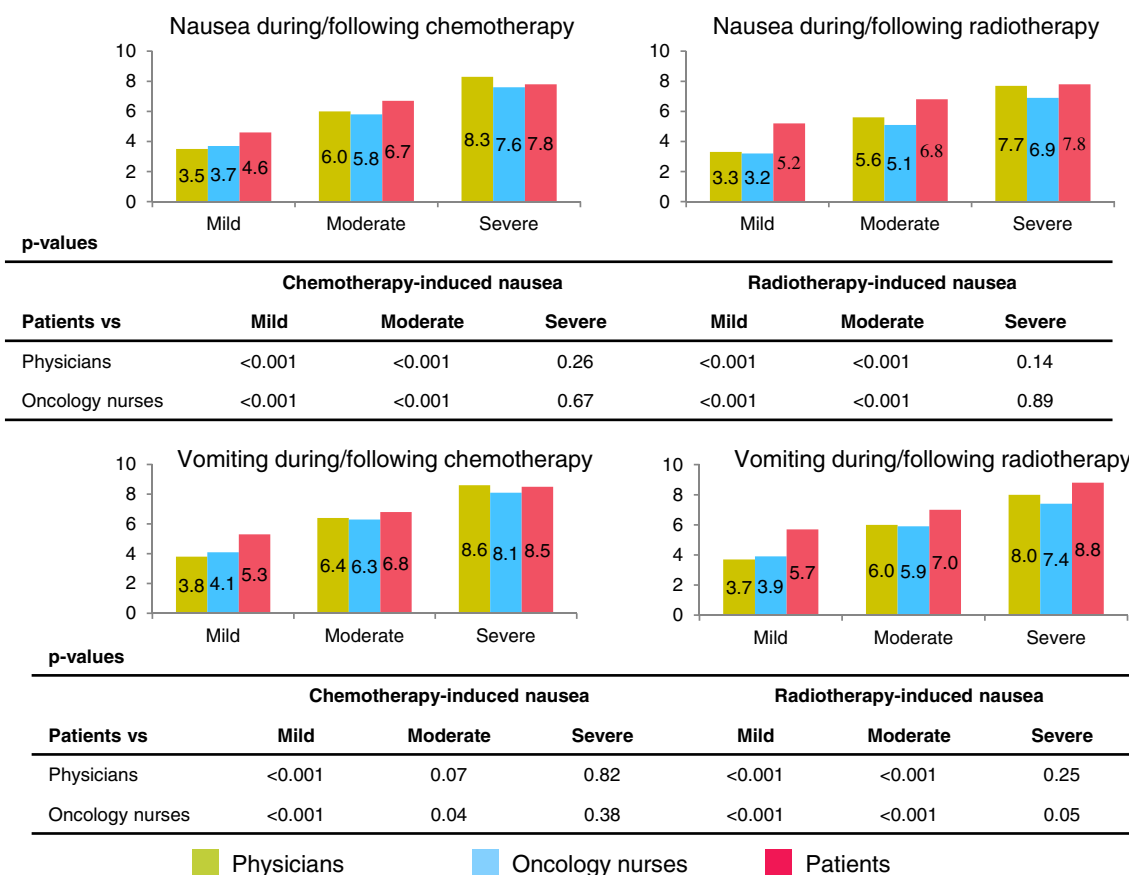 Nausea during/following chemotherapy
10
8
6
4
2
0
3.5 3.7 4.6
6.0 5.8 6.7
8.3 7.6 7.8
Mild Moderate Severe
Nausea during/following radiotherapy
10
8
6
4
2
0
3.3 3.2 5.2
5.6 5.1 6.8
7.7 6.9 7.8
Mild Moderate Severe
p-values
Chemotherapy-induced nausea Radiotherapy-induced nausea
Patients vs Mild Moderate Severe Mild Moderate Severe
Physicians <0.001 <0.001 0.26 <0.001 <0.001 0.14
Oncology nurses <0.001 <0.001 0.67 <0.001 <0.001 0.89
Vomiting during/following chemotherapy
10
8
6
4
2
0
3.8 4.1 5.3
6.4 6.3 6.8
8.6 8.1 8.5
Mild Moderate Severe
Vomiting during/following radiotherapy
10
8
6
4
2
0
3.7 3.9 5.7
6.0 5.9 7.0
8.0 7.4 8.8
Mild Moderate Severe
p-values
Chemotherapy-induced nausea Radiotherapy-induced nausea
Patients vs Mild Moderate Severe Mild Moderate Severe
Physicians <0.001 0.07 0.82 <0.001 <0.001 0.25
Oncology nurses <0.001 0.04 0.38 <0.001 <0.001 0.05
Physicians Oncology nurses Patients